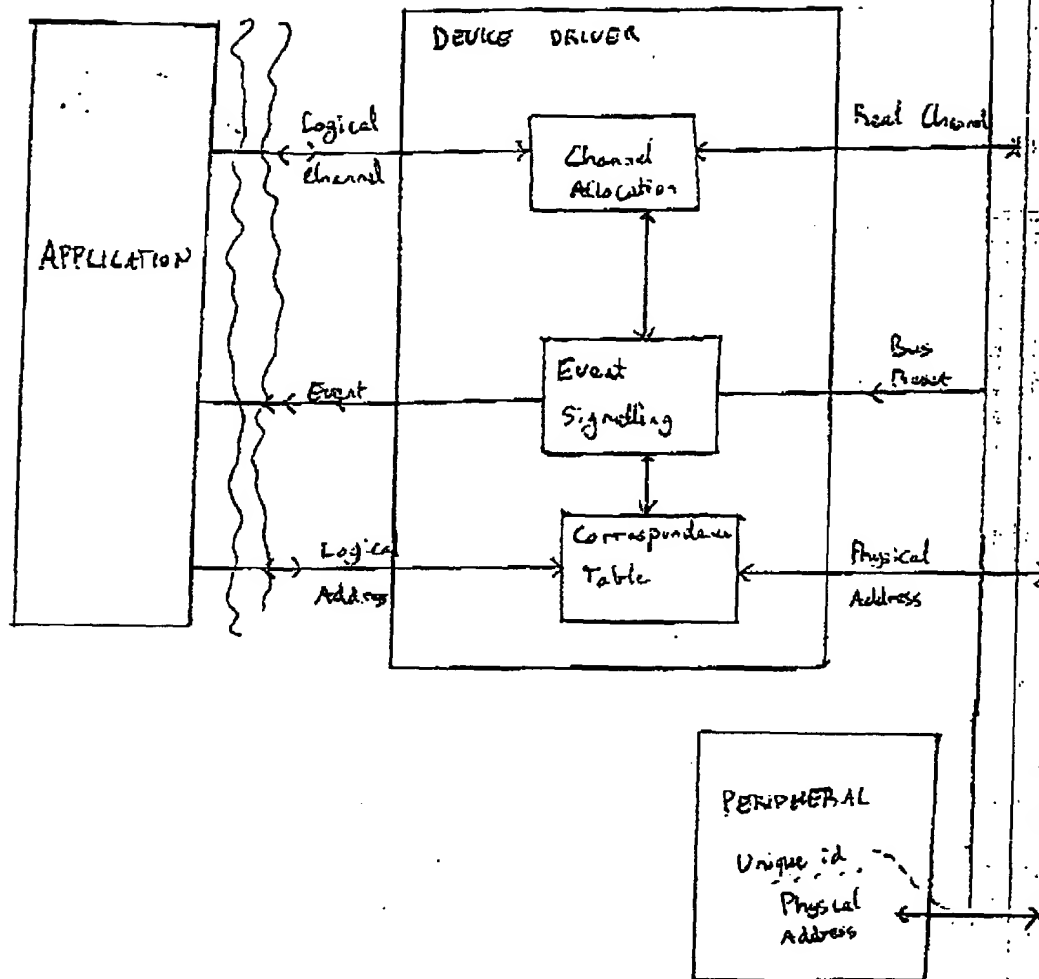 DEVICE DRIVER
Logical
Channel
Channel
Allocation
Real Channel
APPLICATION
Event
Event
Signalling
Bus
Reset
Logical
Address
Correspondence
Table
Physical
Address
PERIPHERAL
Unique id
Physical
Address